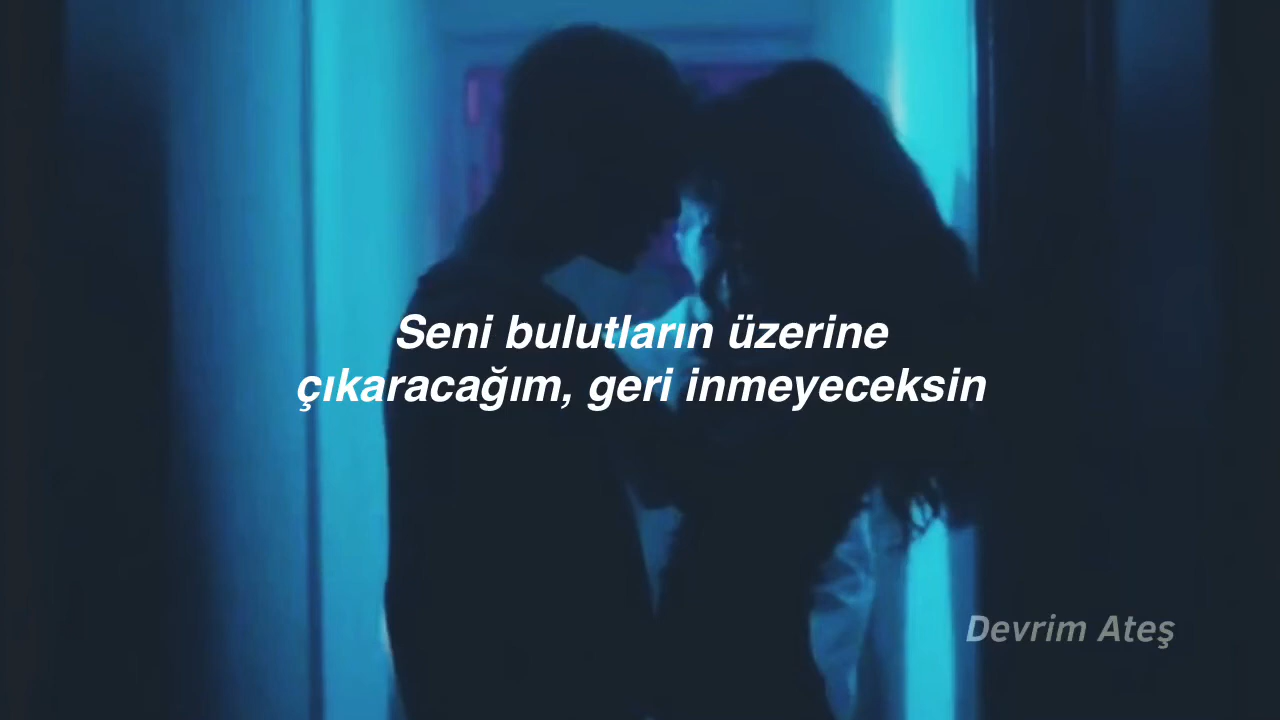 Seni bulutların üzerine
çıkaracağım, geri inmeyeceksin
Devrim Ateş